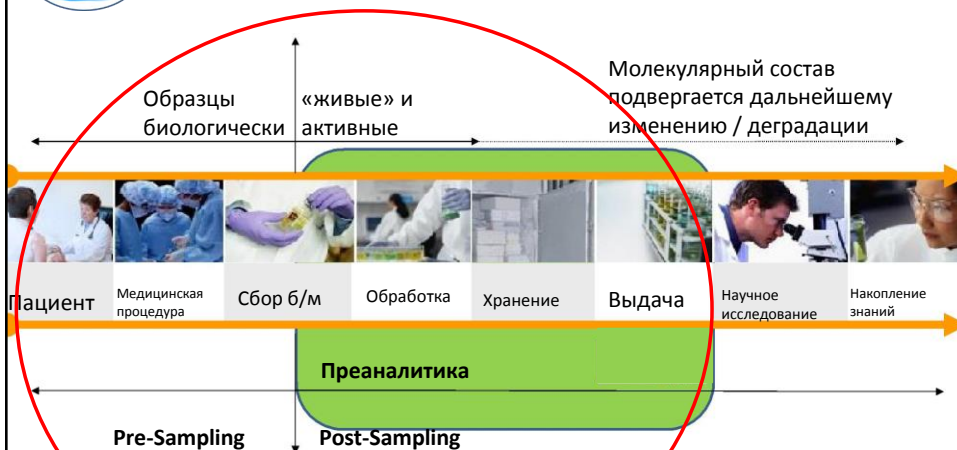 Образцы
биологически
«живые» и
активные
Молекулярный состав
подвергается дальнейшему
изменению / деградации
Пациент
Медицинская
процедура
Сбор б/м
Обработка
Хранение
Выдача
Научное
исследование
Накопление
знаний
Преаналитика
Pre-Sampling
Post-Sampling